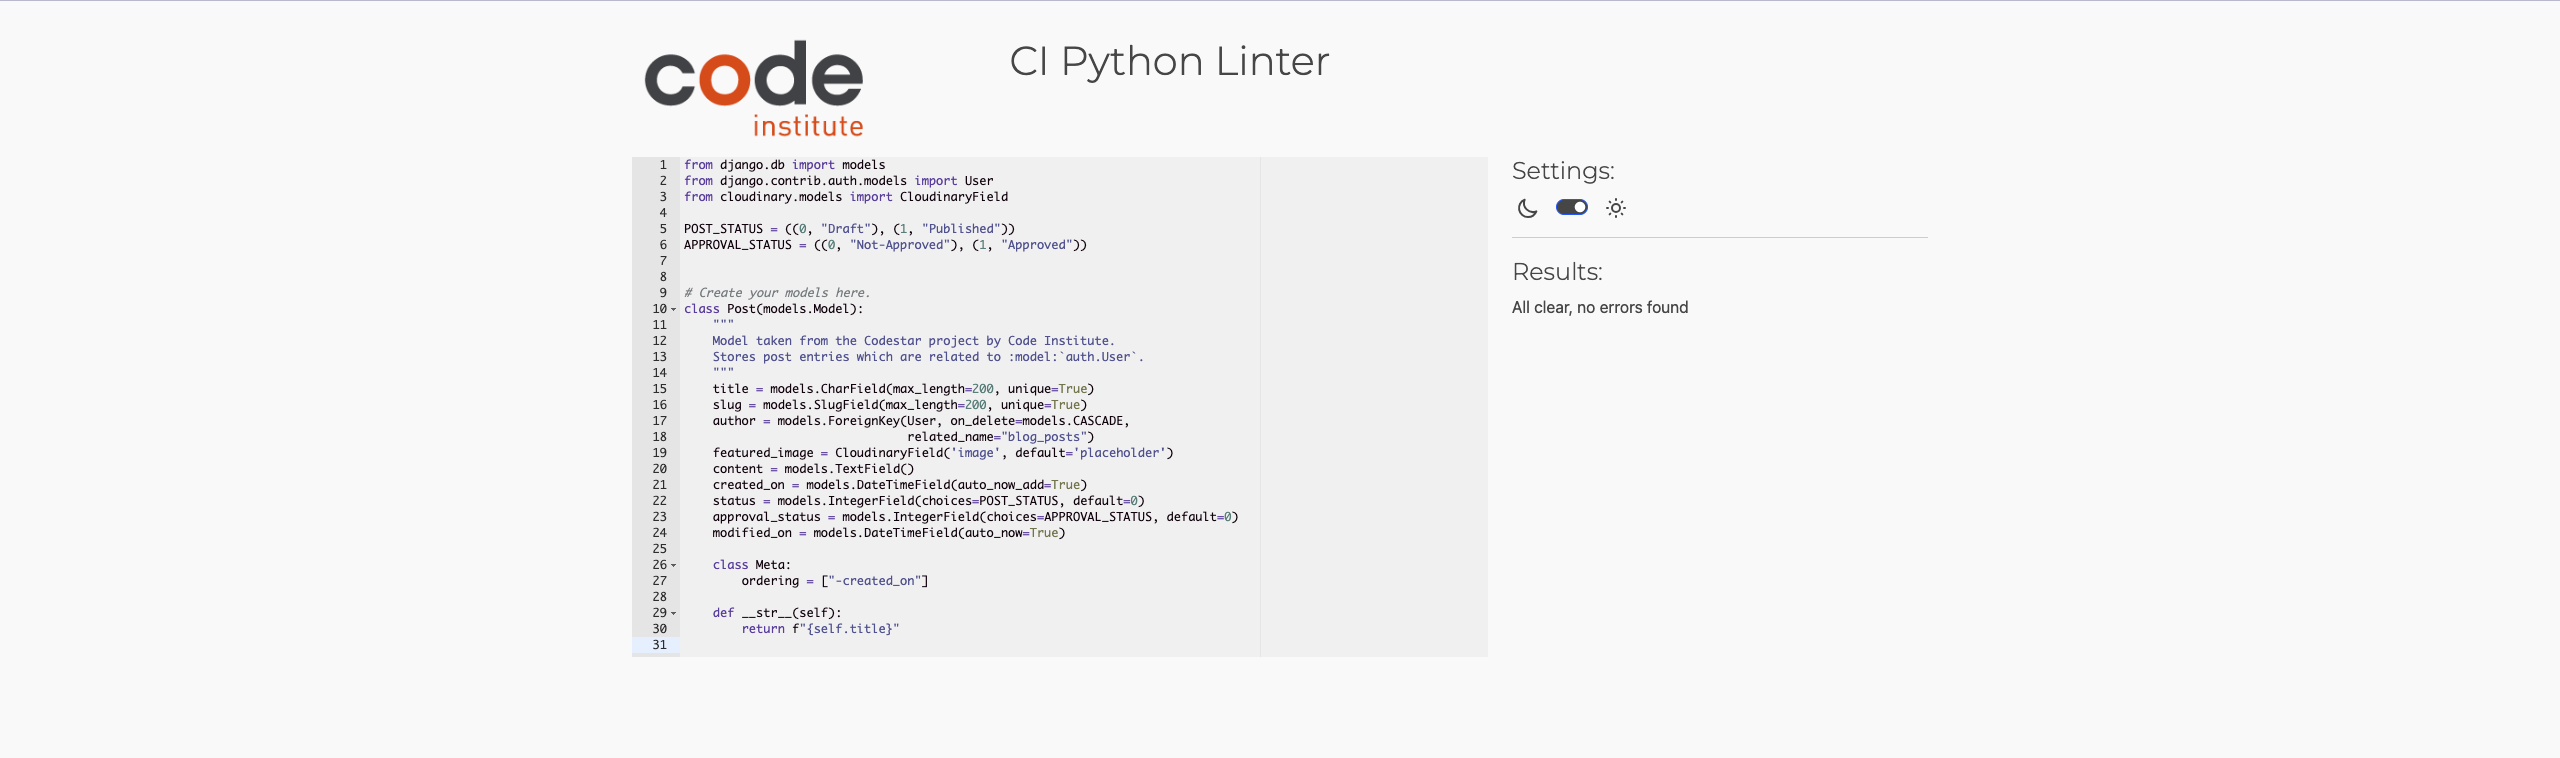 code
institute
CI Python Linter
1 from django.db import models
2 from django.contrib.auth.models import User
3 from cloudinary.models import CloudinaryField
4
5 POST_STATUS = ((0, "Draft"), (1, "Published"))
6 APPROVAL_STATUS = ((0, "Not-Approved"), (1, "Approved"))
7
8
9 # Create your models here.
10 class Post(models.Model):
11     """
12     Model taken from the Codestar project by Code Institute.
13     Stores post entries which are related to :model:`auth.User`.
14     """
15     title = models.CharField(max_length=200, unique=True)
16     slug = models.SlugField(max_length=200, unique=True)
17     author = models.ForeignKey(User, on_delete=models.CASCADE,
18                                related_name="blog_posts")
19     featured_image = CloudinaryField('image', default='placeholder')
20     content = models.TextField()
21     created_on = models.DateTimeField(auto_now_add=True)
22     status = models.IntegerField(choices=POST_STATUS, default=0)
23     approval_status = models.IntegerField(choices=APPROVAL_STATUS, default=0)
24     modified_on = models.DateTimeField(auto_now=True)
25
26     class Meta:
27         ordering = ["-created_on"]
28
29     def __str__(self):
30         return f"{self.title}"
31
Settings:
Results:
All clear, no errors found